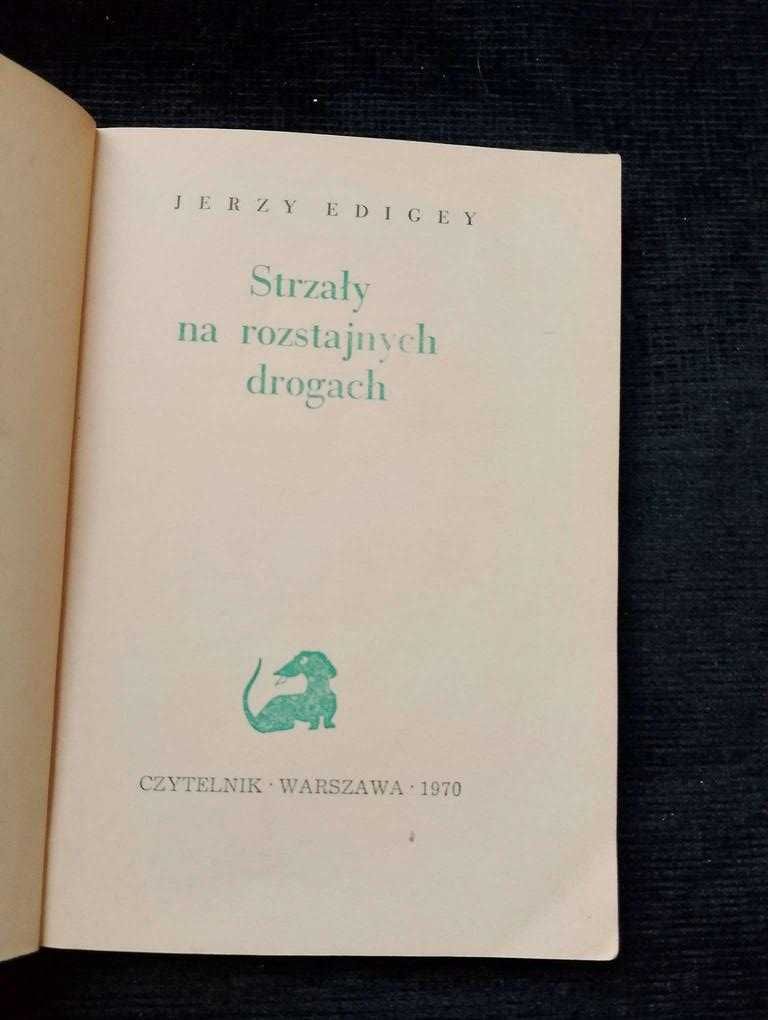 JERZY EDIGEY
Strzały
na rozstajnych
drogach
CZYTELNIK · WARSZAWA · 1970